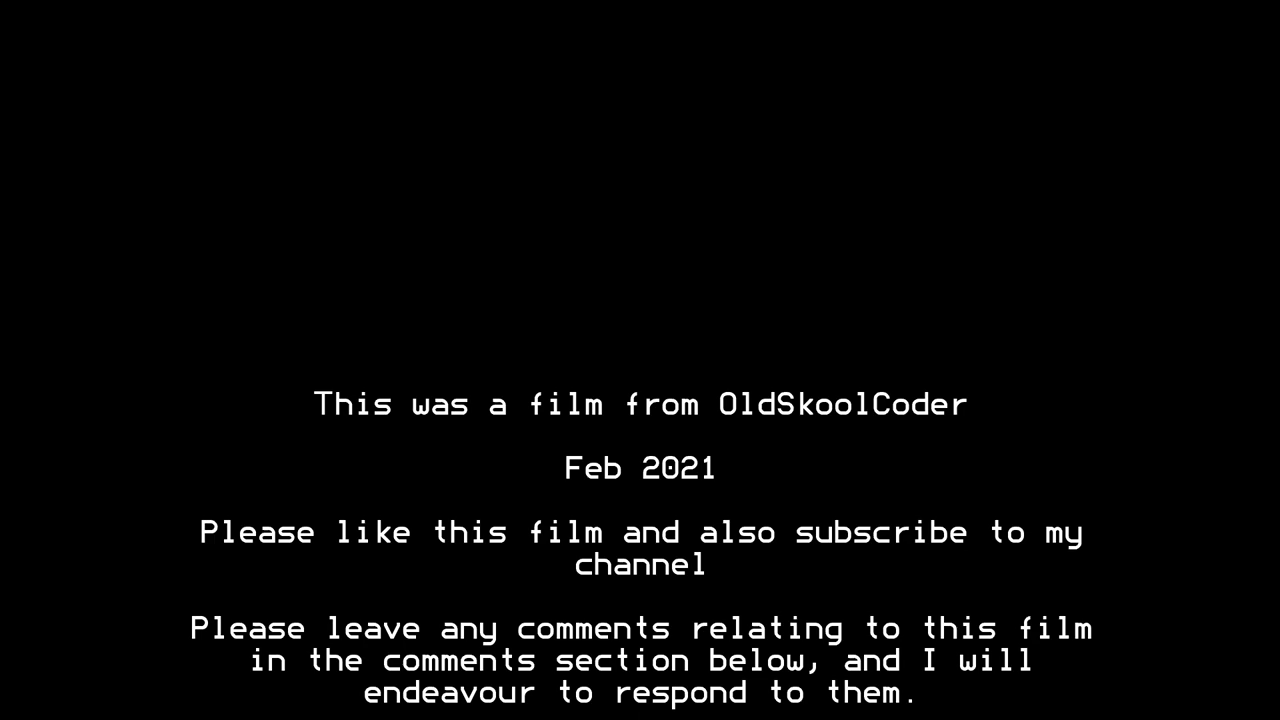 This was a film from OldSkoolCoder
Feb 2021
Please like this film and also subscribe to my
channel
Please leave any comments relating to this film
in the comments section below, and I will
endeavour to respond to them.